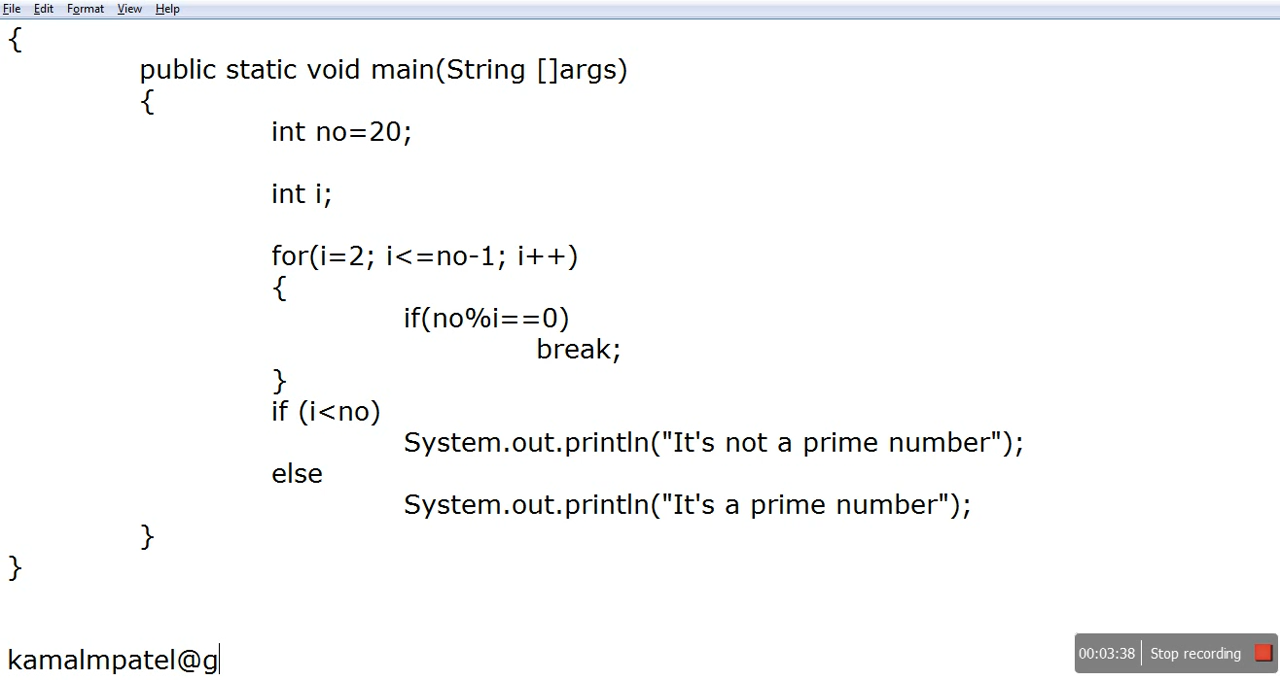 File Edit Format View Help
{
public static void main(String []args)
{
int no=20;
int i;
for(i=2; i<=no-1; i++)
{
if(no%i==0)
break;
}
if (i<no)
System.out.println("It's not a prime number");
else
System.out.println("It's a prime number");
}
}
kamalmpatel@g
00:03:38 Stop recording